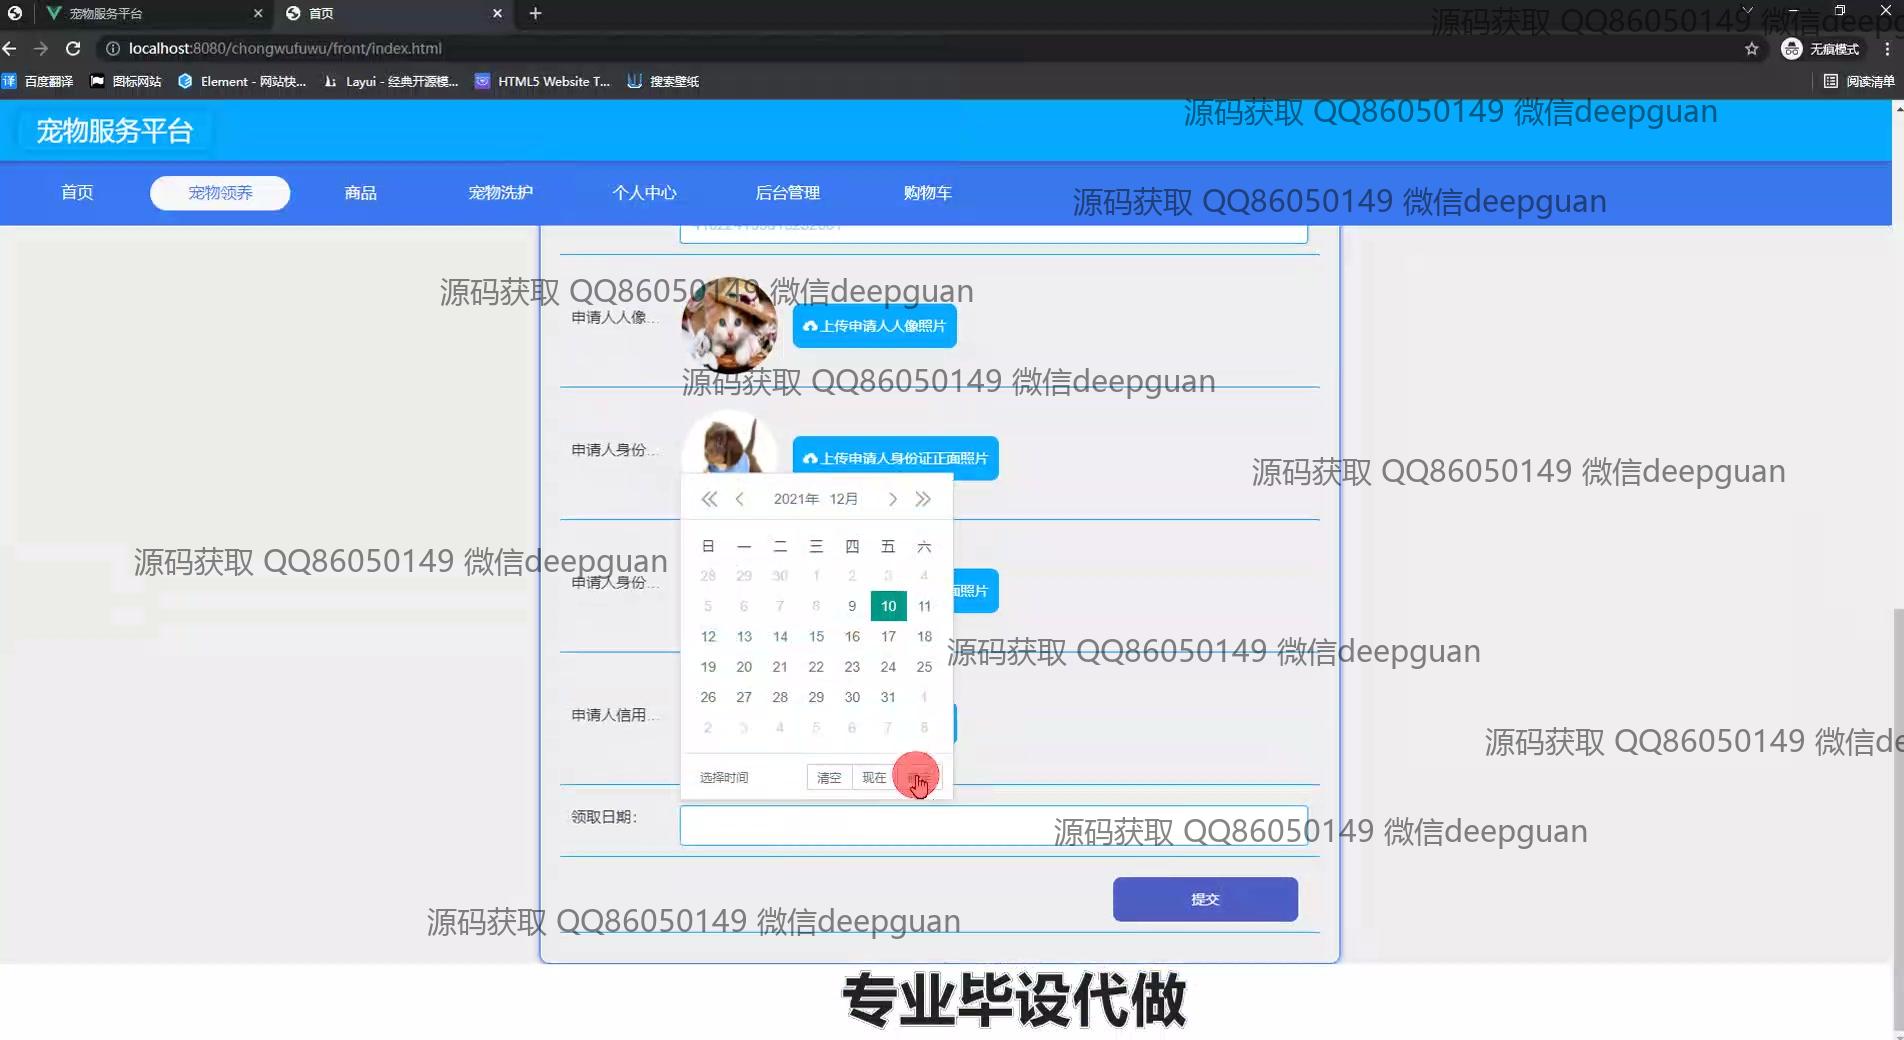 宠物服务平台
首页
localhost:8080/chongwufuwu/front/index.html
无痕模式
百度翻译
图标网站
Element - 网站快...
Layui - 经典开源模...
HTML5 Website T...
搜索壁纸
阅读清单
源码获取 QQ86050149 微信deepg
宠物服务平台
源码获取 QQ86050149 微信deepguan
首页
宠物领养
商品
宠物洗护
个人中心
后台管理
购物车
源码获取 QQ86050149 微信deepguan
源码获取 QQ86050149 微信deepguan
申请人人像...
上传申请人人像照片
源码获取 QQ86050149 微信deepguan
申请人身份...
上传申请人身份证正面照片
源码获取 QQ86050149 微信deepguan
2021年 12月
日 一 二 三 四 五 六
28 29 30 1 2 3 4
5 6 7 8 9 10 11
12 13 14 15 16 17 18
19 20 21 22 23 24 25
26 27 28 29 30 31 1
2 3 4 5 6 7 8
选择时间
清空
现在
源码获取 QQ86050149 微信deepguan
申请人身份...
面照片
源码获取 QQ86050149 微信deepguan
申请人信用...
源码获取 QQ86050149 微信de
领取日期:
源码获取 QQ86050149 微信deepguan
提交
源码获取 QQ86050149 微信deepguan
专业毕设代做